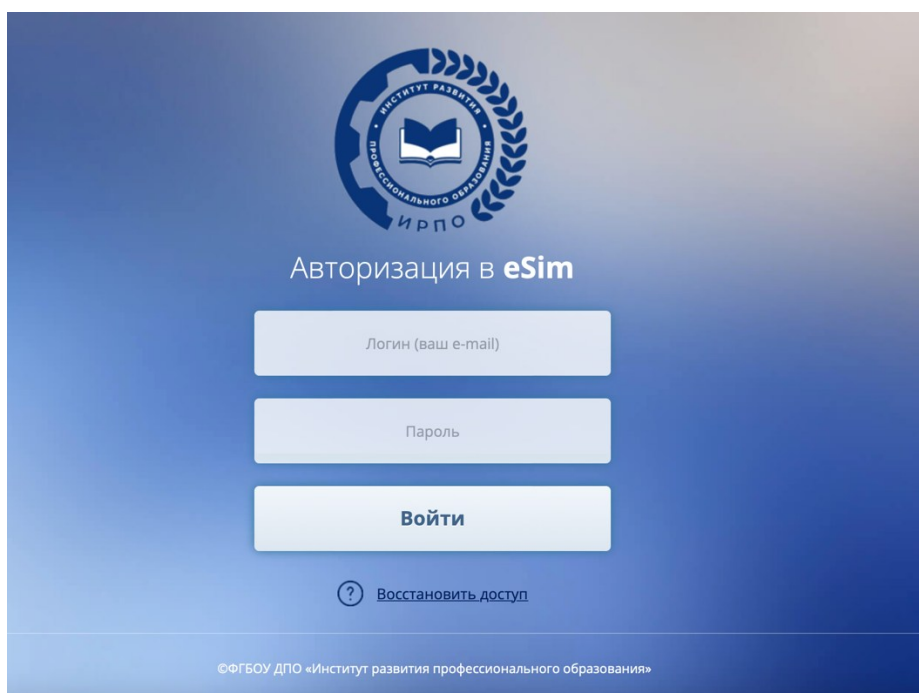 ИНСТИТУТ РАЗВИТИЯ
ПРОФЕССИОНАЛЬНОГО ОБРАЗОВАНИЯ
ИРПО
Авторизация в eSim
Логин (ваш e-mail)
Пароль
Войти
? Восстановить доступ
©ФГБОУ ДПО «Институт развития профессионального образования»